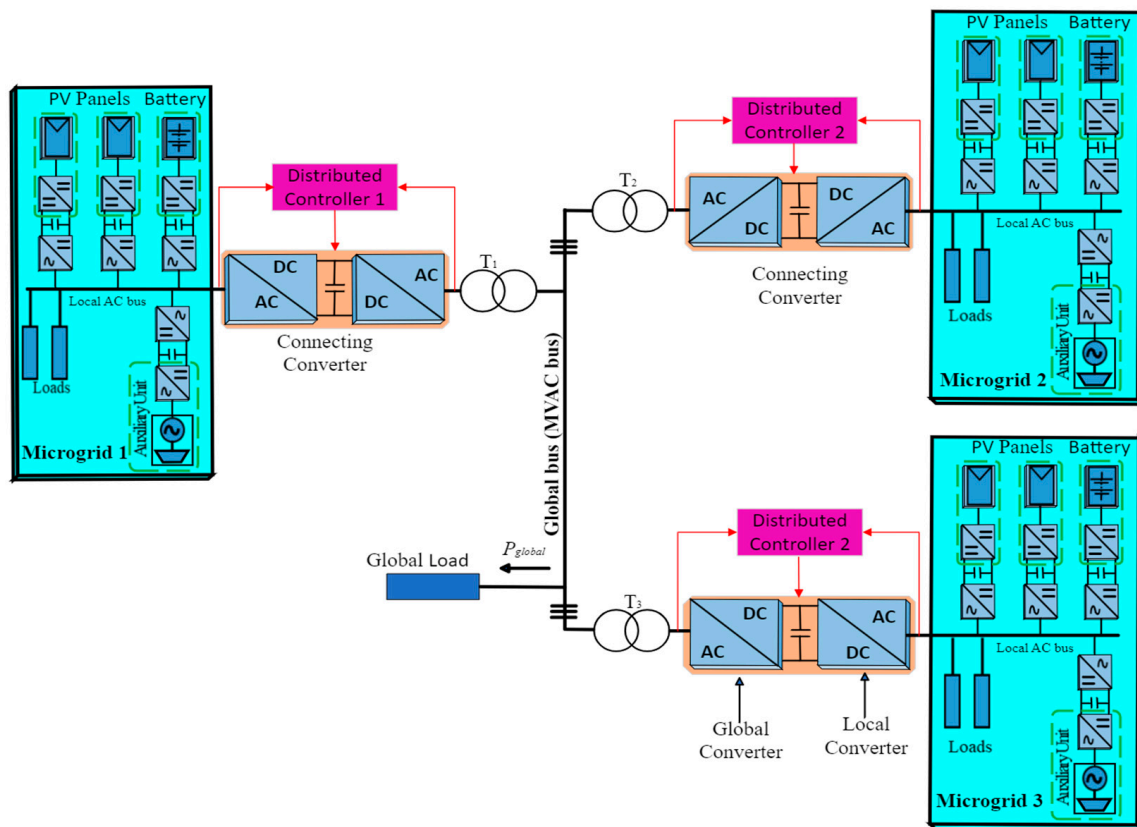 PV Panels Battery
Local AC bus
Loads
Auxiliary Unit
Microgrid 1
Distributed
Controller 1
DC
AC
AC
DC
Connecting
Converter
T1
Global bus (MVAC bus)
Pglobal
Global Load
T2
Distributed
Controller 2
AC
DC
DC
AC
Connecting
Converter
PV Panels Battery
Local AC bus
Loads
Auxiliary Unit
Microgrid 2
T3
Distributed
Controller 2
DC
AC
AC
DC
Global
Converter
Local
Converter
PV Panels Battery
Local AC bus
Loads
Auxiliary Unit
Microgrid 3